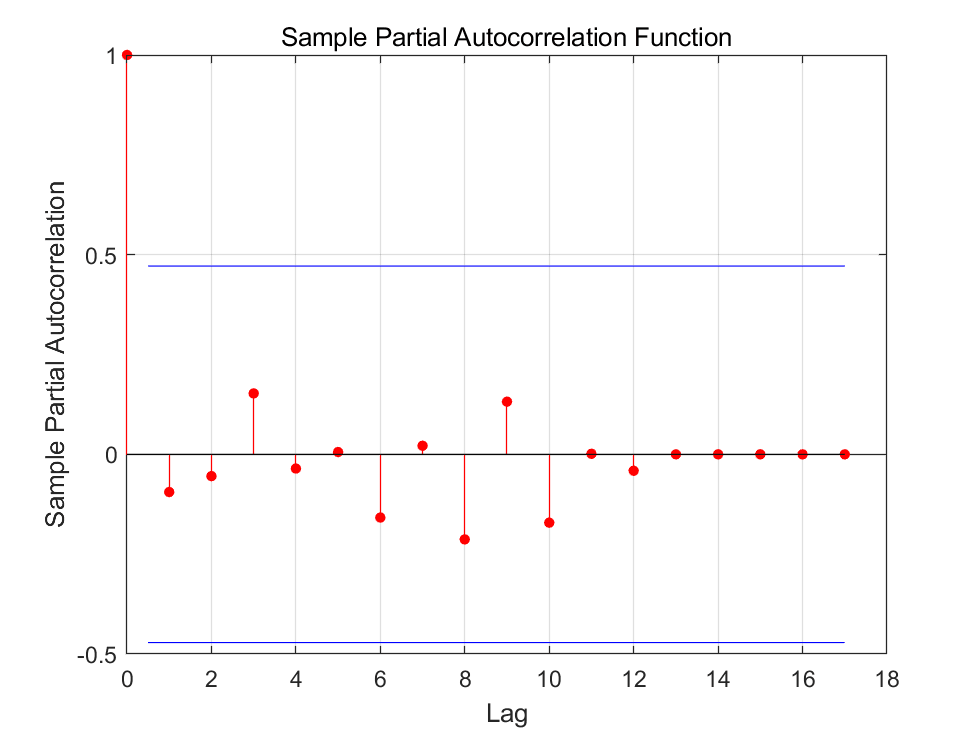 Sample Partial Autocorrelation Function
1
0.5
0
-0.5
Sample Partial Autocorrelation
0 2 4 6 8 10 12 14 16 18
Lag